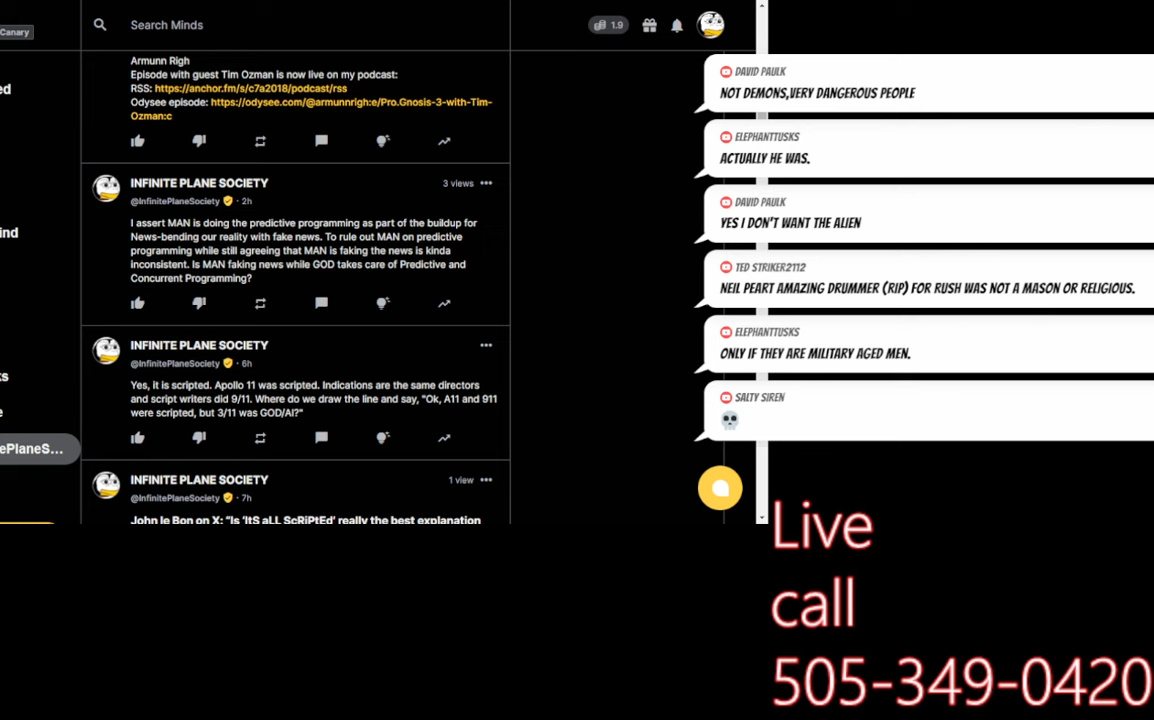 Canary
Search Minds
1.9
ed
ind
s
e
ePlaneS...
Armunn Righ
Episode with guest Tim Ozman is now live on my podcast:
RSS: https://anchor.fm/s/c7a2018/podcast/rss
Odysee episode: https://odysee.com/@armunnrigh:e/Pro.Gnosis-3-with-Tim-
Ozman:c
INFINITE PLANE SOCIETY
3 views
@InfinitePlaneSociety · 2h
I assert MAN is doing the predictive programming as part of the buildup for
News-bending our reality with fake news. To rule out MAN on predictive
programming while still agreeing that MAN is faking the news is kinda
inconsistent. Is MAN faking news while GOD takes care of Predictive and
Concurrent Programming?
INFINITE PLANE SOCIETY
@InfinitePlaneSociety · 6h
Yes, it is scripted. Apollo 11 was scripted. Indications are the same directors
and script writers did 9/11. Where do we draw the line and say, "Ok, A11 and 911
were scripted, but 3/11 was GOD/AI?"
INFINITE PLANE SOCIETY
1 view
@InfinitePlaneSociety · 7h
John le Bon on X: “Is ‘ItS aLL ScRiPtEd’ really the best explanation
DAVID PAULK
NOT DEMONS,VERY DANGEROUS PEOPLE
ELEPHANTTUSKS
ACTUALLY HE WAS.
DAVID PAULK
YES I DON'T WANT THE ALIEN
TED STRIKER2112
NEIL PEART AMAZING DRUMMER (RIP) FOR RUSH WAS NOT A MASON OR RELIGIOUS.
ELEPHANTTUSKS
ONLY IF THEY ARE MILITARY AGED MEN.
SALTY SIREN
Live
call
505-349-0420